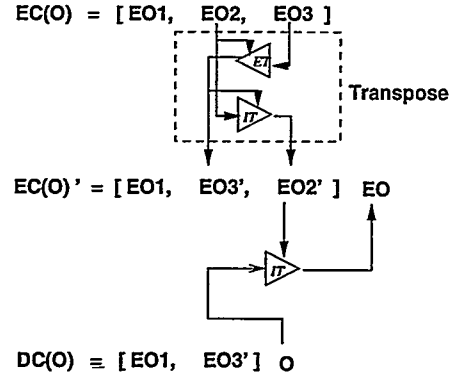 EC(O) = [ EO1, EO2, EO3 ]
ET
Transpose
IT
EC(O)' = [ EO1, EO3', EO2' ] EO
IT
DC(O) = [ EO1, EO3' ] O